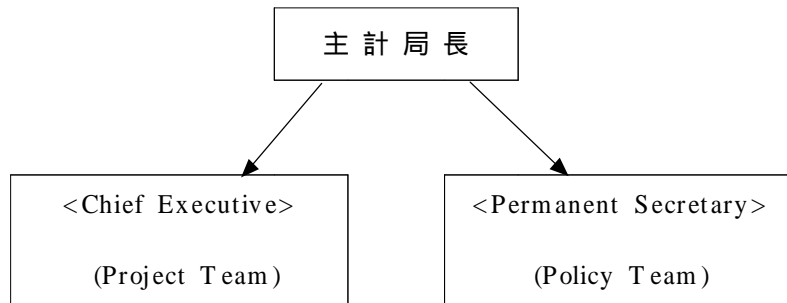 主計局長
<Chief Executive>
<Permanent Secretary>
(Project Team)
(Policy Team)